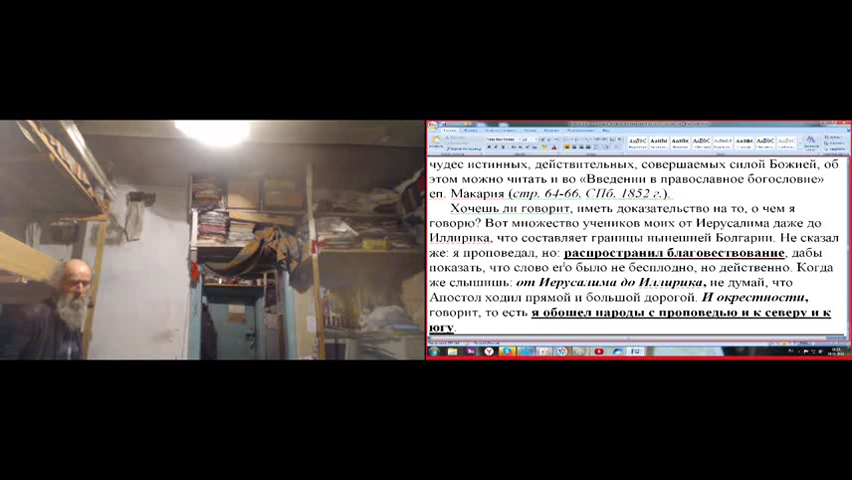 чудес истинных, действительных, совершаемых силой Божией, об
этом можно читать и во «Введении в православное богословие»
еп. Макария (стр. 64-66. СПб. 1852 г.).
Хочешь ли говорит, иметь доказательство на то, о чем я
говорю? Вот множество учеников моих от Иерусалима даже до
Иллирика, что составляет границы нынешней Болгарии. Не сказал
же: я проповедал, но: распространил благовествование, дабы
показать, что слово его было не бесплодно, но действенно. Когда
же слышишь: от Иерусалима до Иллирика, не думай, что
Апостол ходил прямой и большой дорогой. И окрестности,
говорит, то есть я обошел народы с проповедью и к северу и к
югу.